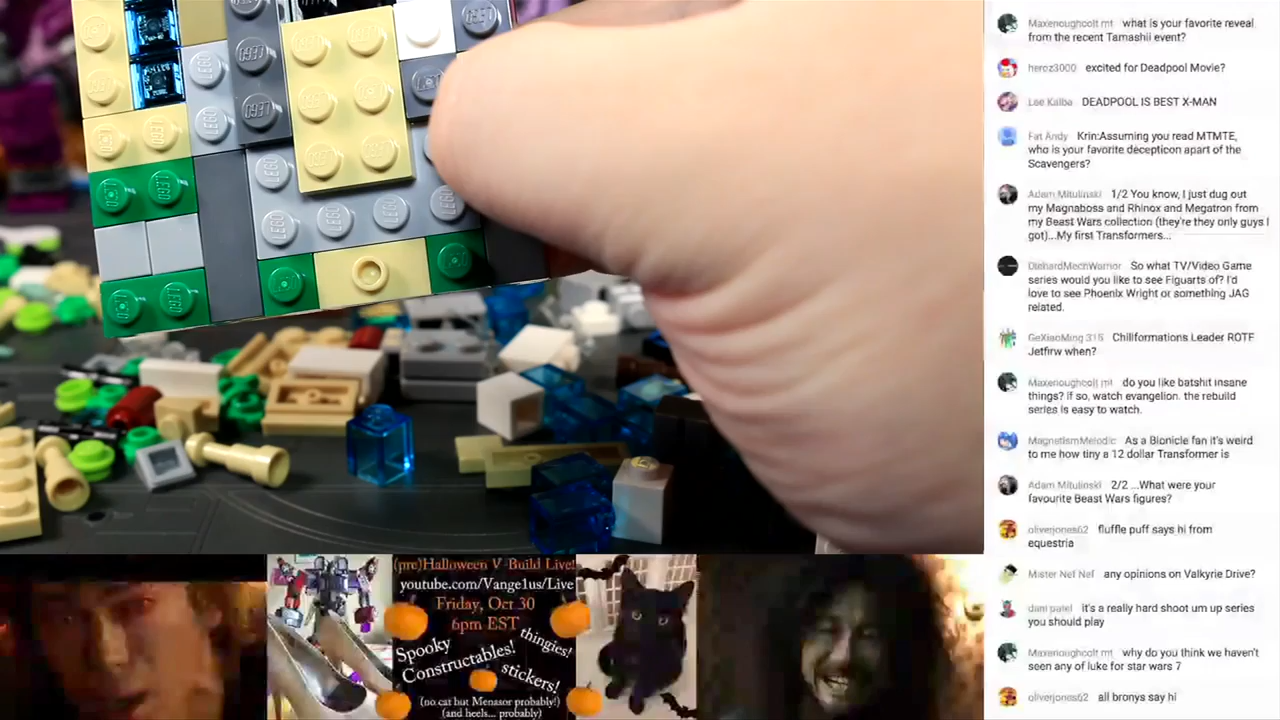 LEGO
LEGO
LEGO
LEGO
LEGO
LEGO
LEGO
LEGO
LEGO
LEGO
LEGO
Maxenoughcolt mt what is your favorite reveal
from the recent Tamashii event?
heroz3000 excited for Deadpool Movie?
Lee Kalba DEADPOOL IS BEST X-MAN
Fat Andy Krin:Assuming you read MTMTE,
who is your favorite decepticon apart of the
Scavengers?
Adam Mitulinski 1/2 You know, I just dug out
my Magnaboss and Rhinox and Megatron from
my Beast Wars collection (they're they only guys I
got)...My first Transformers...
DiehardMechWarrior So what TV/Video Game
series would you like to see Figuarts of? I'd
love to see Phoenix Wright or something JAG
related.
GeXiaoMing 315 Chillformations Leader ROTF
Jetfirw when?
Maxenoughcolt mt do you like batshit insane
things? if so, watch evangelion. the rebuild
series is easy to watch.
MagnetismMelodic As a Bionicle fan it's weird
to me how tiny a 12 dollar Transformer is
Adam Mitulinski 2/2 ...What were your
favourite Beast Wars figures?
oliverjones62 fluffle puff says hi from
equestria
Mister Nef Nef any opinions on Valkyrie Drive?
dani patel it's a really hard shoot um up series
you should play
Maxenoughcolt mt why do you think we haven't
seen any of luke for star wars 7
oliverjones62 all bronys say hi
(pre)Halloween V-Build Live!
youtube.com/Vange1us/Live
Friday, Oct 30
6pm EST
Spooky
Constructables!
thingies!
stickers!
(no cat but Menasor probably!)
(and heels... probably)